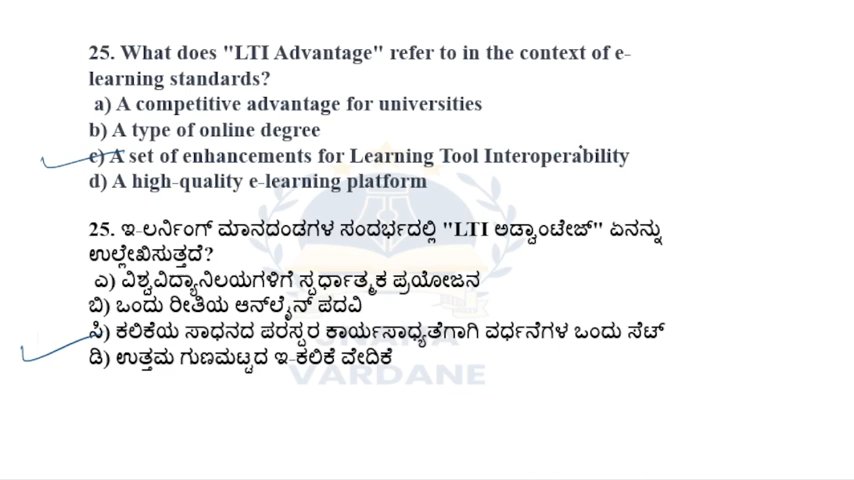 25. What does "LTI Advantage" refer to in the context of e-
learning standards?
a) A competitive advantage for universities
b) A type of online degree
c) A set of enhancements for Learning Tool Interoperability
d) A high-quality e-learning platform
25. ಇ-ಲರ್ನಿಂಗ್ ಮಾನದಂಡಗಳ ಸಂದರ್ಭದಲ್ಲಿ "LTI ಅಡ್ವಾಂಟೇಜ್" ಏನನ್ನು
ಉಲ್ಲೇಖಿಸುತ್ತದೆ?
ಎ) ವಿಶ್ವವಿದ್ಯಾನಿಲಯಗಳಿಗೆ ಸ್ಪರ್ಧಾತ್ಮಕ ಪ್ರಯೋಜನ
ಬಿ) ಒಂದು ರೀತಿಯ ಆನ್‌ಲೈನ್ ಪದವಿ
ಸಿ) ಕಲಿಕೆಯ ಸಾಧನದ ಪರಸ್ಪರ ಕಾರ್ಯಸಾಧ್ಯತೆಗಾಗಿ ವರ್ಧನೆಗಳ ಒಂದು ಸೆಟ್
ಡಿ) ಉತ್ತಮ ಗುಣಮಟ್ಟದ ಇ-ಕಲಿಕೆ ವೇದಿಕೆ
JNANA
VARDANE